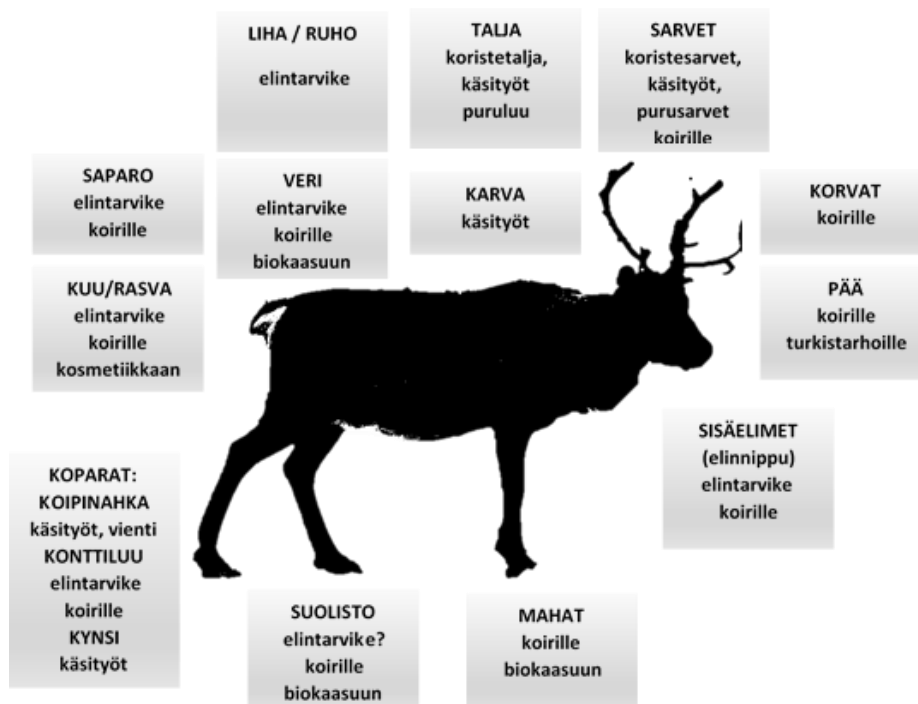 LIHA / RUHO
elintarvike
TALJA
koristetalja,
käsityöt
puruluu
SARVET
koristesarvet,
käsityöt,
purusarvet
koirille
SAPARO
elintarvike
koirille
VERI
elintarvike
koirille
biokaasuun
KARVA
käsityöt
KORVAT
koirille
KUU/RASVA
elintarvike
koirille
kosmetiikkaan
PÄÄ
koirille
turkistarhoille
SISÄELIMET
(elinnippu)
elintarvike
koirille
KOPARAT:
KOIPINAHKA
käsityöt, vienti
KONTTILUU
elintarvike
koirille
KYNSI
käsityöt
SUOLISTO
elintarvike?
koirille
biokaasuun
MAHAT
koirille
biokaasuun